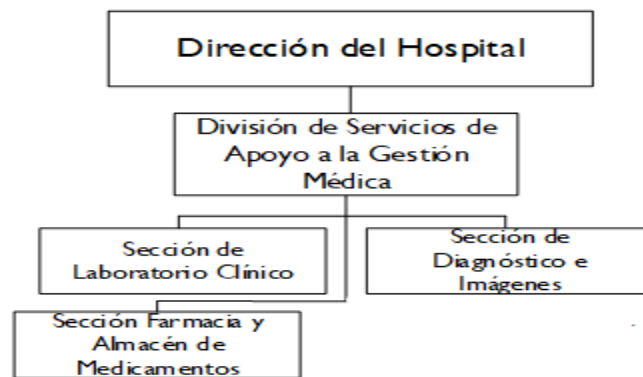 Dirección del Hospital
División de Servicios de
Apoyo a la Gestión
Médica
Sección de
Laboratorio Clínico
Sección de
Diagnóstico e
Imágenes
Sección Farmacia y
Almacén de
Medicamentos